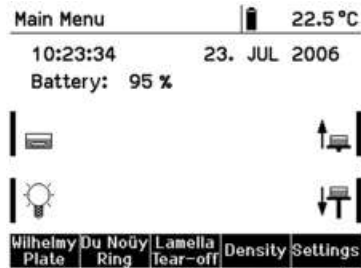 Main Menu 22.5°C
10:23:34 23. JUL 2006
Battery: 95 %
Wilhelmy Plate Du Noüy Ring Lamella Tear-off Density Settings